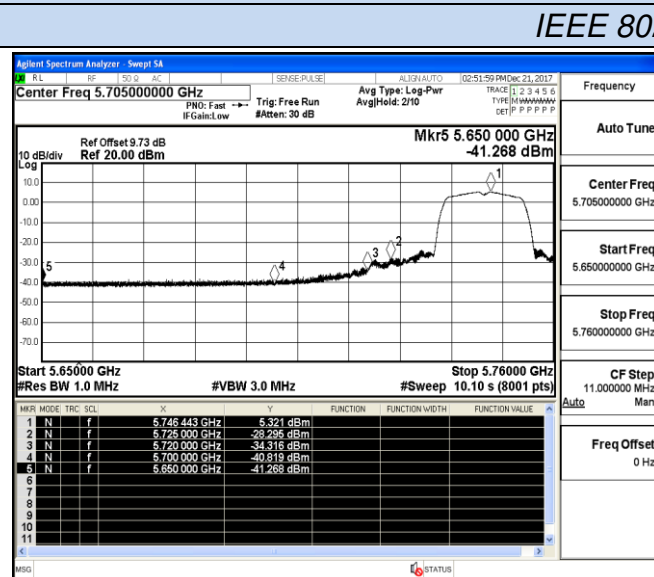 IEEE 80
Agilent Spectrum Analyzer - Swept SA
RL RF 50 Ω AC SENSE:PULSE ALIGN AUTO 02:51:59 PM Dec 21, 2017
Center Freq 5.705000000 GHz
PNO: Fast
IFGain:Low
Trig: Free Run
#Atten: 30 dB
Avg Type: Log-Pwr
Avg|Hold: 2/10
TRACE 1 2 3 4 5 6
TYPE M
DET P P P P P P
Ref Offset 9.73 dB
Ref 20.00 dBm
10 dB/div
Log
Mkr5 5.650 000 GHz
-41.268 dBm
10.0
0.00
-10.0
-20.0
-30.0
-40.0
-50.0
-60.0
-70.0
1
2
3
4
5
Start 5.65000 GHz Stop 5.76000 GHz
#Res BW 1.0 MHz #VBW 3.0 MHz #Sweep 10.10 s (8001 pts)
MKR MODE TRC SCL X Y FUNCTION FUNCTION WIDTH FUNCTION VALUE
1 N f 5.746 443 GHz 5.321 dBm
2 N f 5.725 000 GHz -28.295 dBm
3 N f 5.720 000 GHz -34.316 dBm
4 N f 5.700 000 GHz -40.819 dBm
5 N f 5.650 000 GHz -41.268 dBm
6
7
8
9
10
11
MSG STATUS
Frequency
Auto Tune
Center Freq
5.705000000 GHz
Start Freq
5.650000000 GHz
Stop Freq
5.760000000 GHz
CF Step
11.000000 MHz
Auto Man
Freq Offset
0 Hz